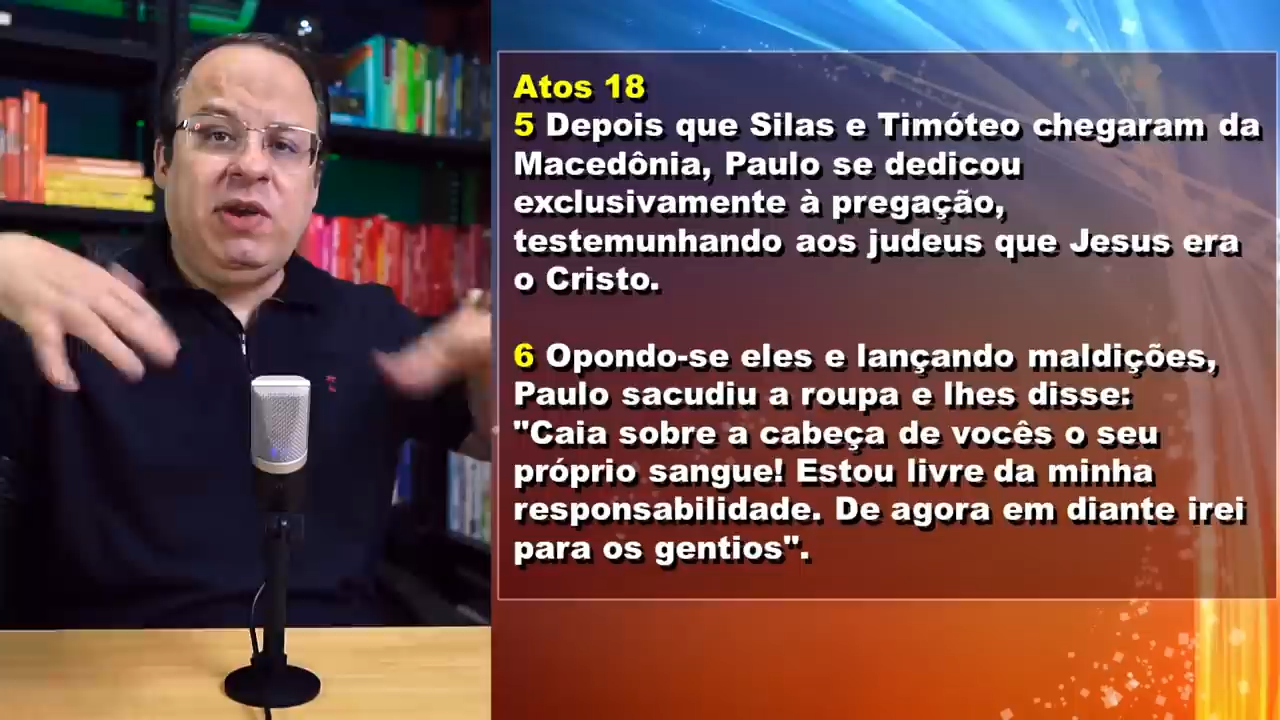 Atos 18
5 Depois que Silas e Timóteo chegaram da
Macedônia, Paulo se dedicou
exclusivamente à pregação,
testemunhando aos judeus que Jesus era
o Cristo.
6 Opondo-se eles e lançando maldições,
Paulo sacudiu a roupa e lhes disse:
"Caia sobre a cabeça de vocês o seu
próprio sangue! Estou livre da minha
responsabilidade. De agora em diante irei
para os gentios".